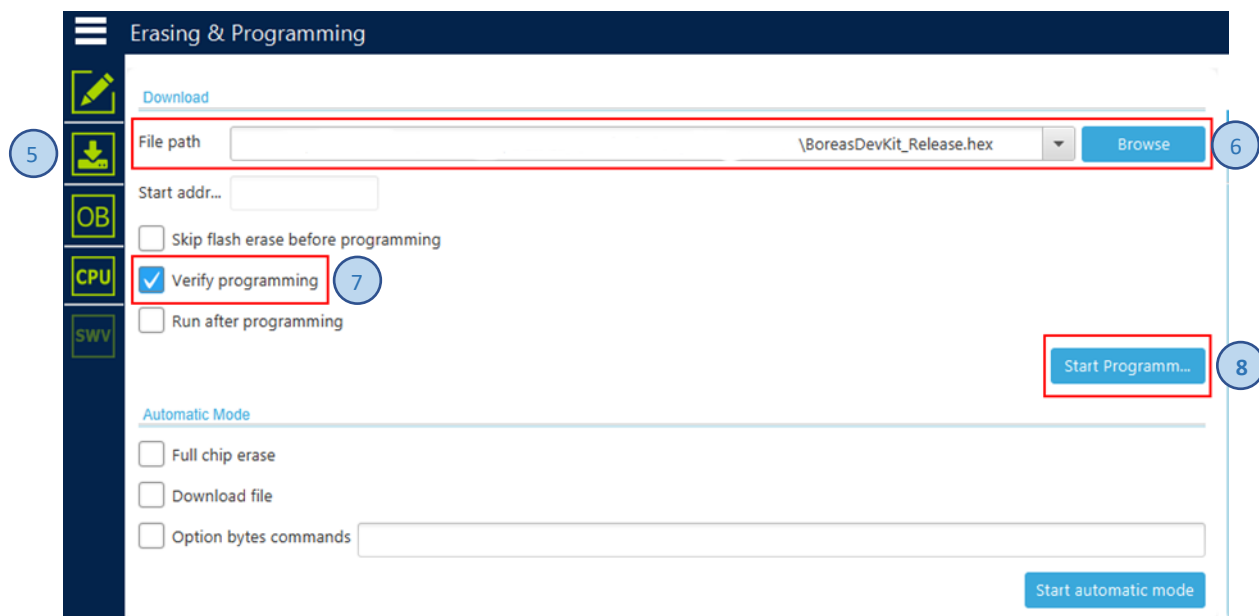 Erasing & Programming
Download
5
File path
\BoreasDevKit_Release.hex
Browse
6
Start addr...
OB
Skip flash erase before programming
CPU
Verify programming
7
Run after programming
SWV
Start Programm...
8
Automatic Mode
Full chip erase
Download file
Option bytes commands
Start automatic mode